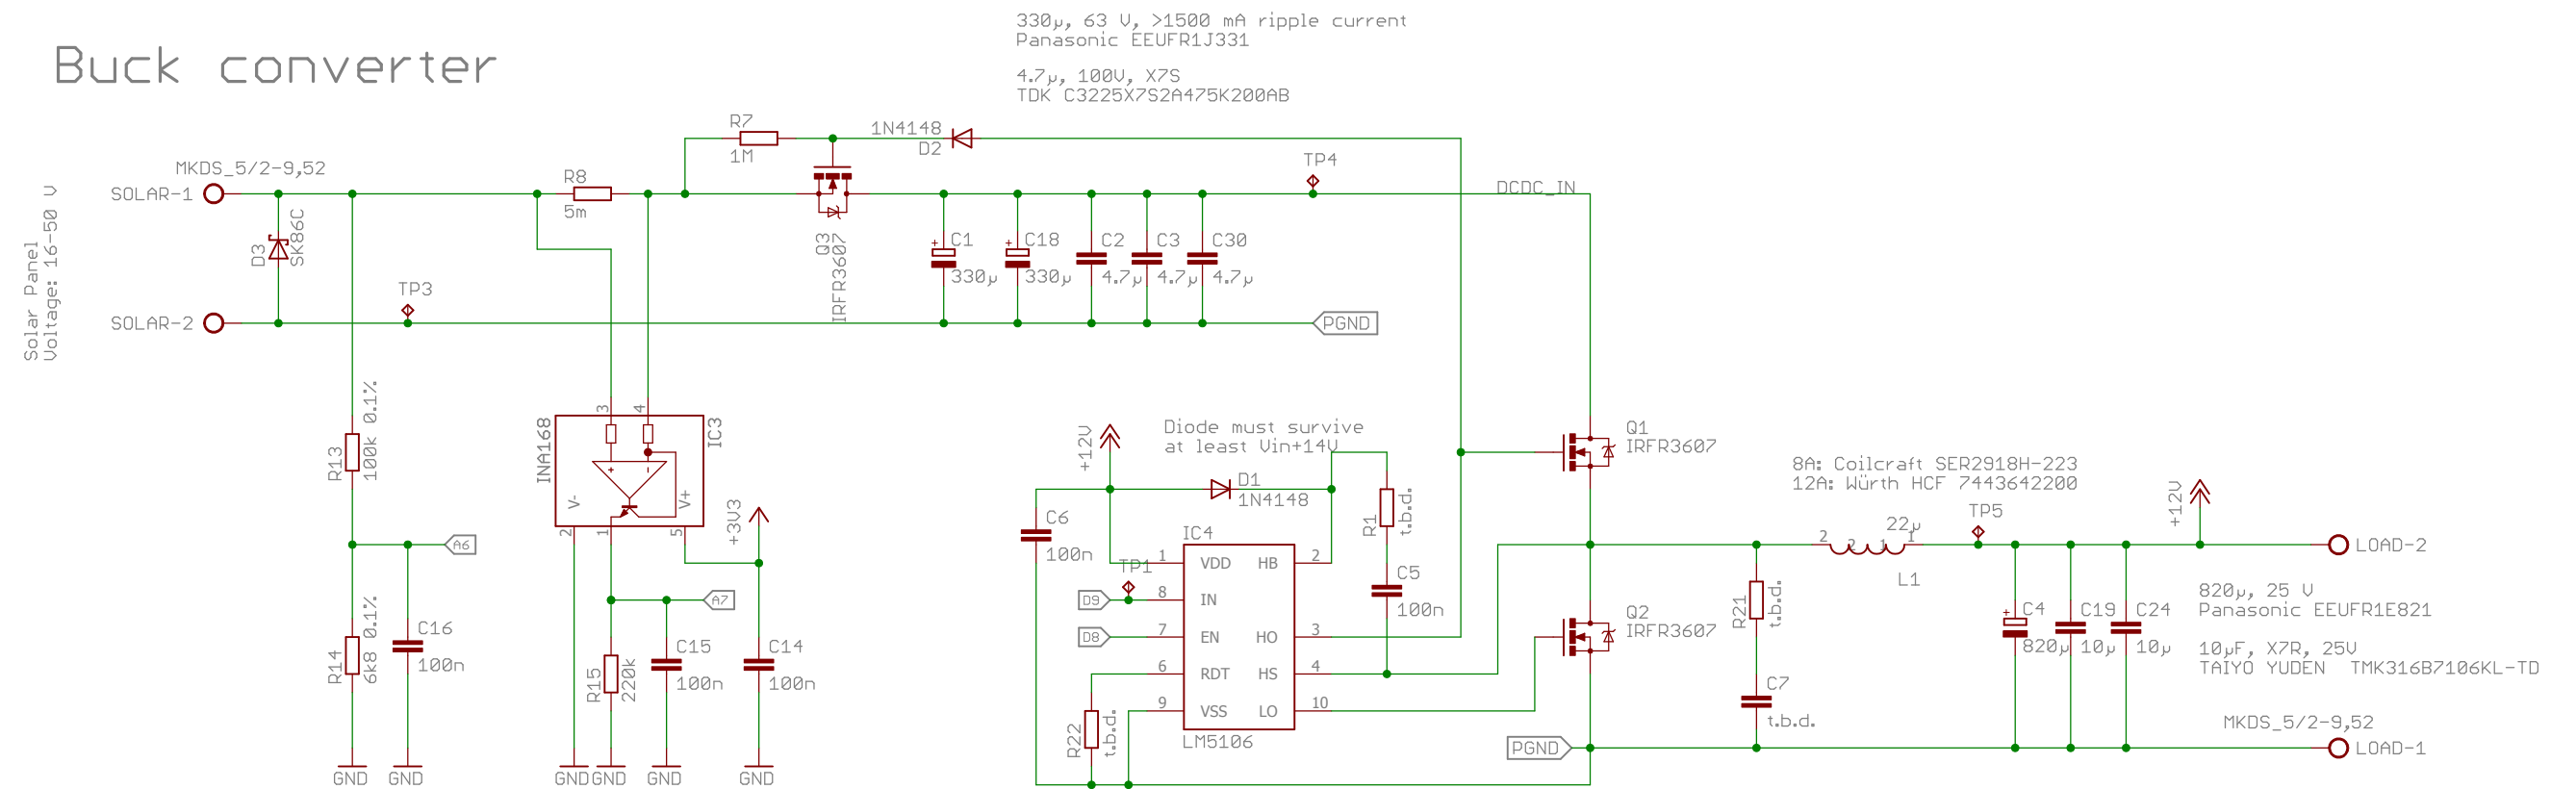 Buck converter
330µ, 63 V, >1500 mA ripple current
Panasonic EEUFR1J331
4.7µ, 100V, X7S
TDK C3225X7S2A475K200AB
R7
1M
1N4148
D2
MKDS_5/2-9,52
SOLAR-1
R8
5m
TP4
DCDC_IN
Solar Panel
Voltage: 16-50 V
D3
SK86C
Q3
IRFR3607
C1
330µ
C18
330µ
C2
4.7µ
C3
4.7µ
C30
4.7µ
TP3
SOLAR-2
PGND
R13
100k 0.1%
INA168
IC3
3
4
+
-
V-
V+
2
1
5
+3V3
A6
A7
R14
6k8 0.1%
C16
100n
R15
220k
C15
100n
C14
100n
GND
GND
GND
GND
GND
GND
+12V
Diode must survive
at least Vin+14V
D1
1N4148
C6
100n
R1
t.b.d.
IC4
TP1
1
VDD
HB
2
D9
8
IN
C5
100n
D8
7
EN
HO
3
6
RDT
HS
4
9
VSS
LO
10
R22
t.b.d.
LM5106
Q1
IRFR3607
Q2
IRFR3607
8A: Coilcraft SER2918H-223
12A: Würth HCF 7443642200
+12V
TP5
22µ
2
2
1
1
L1
LOAD-2
R21
t.b.d.
C7
t.b.d.
C4
820µ
C19
10µ
C24
10µ
820µ, 25 V
Panasonic EEUFR1E821
10µF, X7R, 25V
TAIYO YUDEN TMK316B7106KL-TD
MKDS_5/2-9,52
PGND
LOAD-1